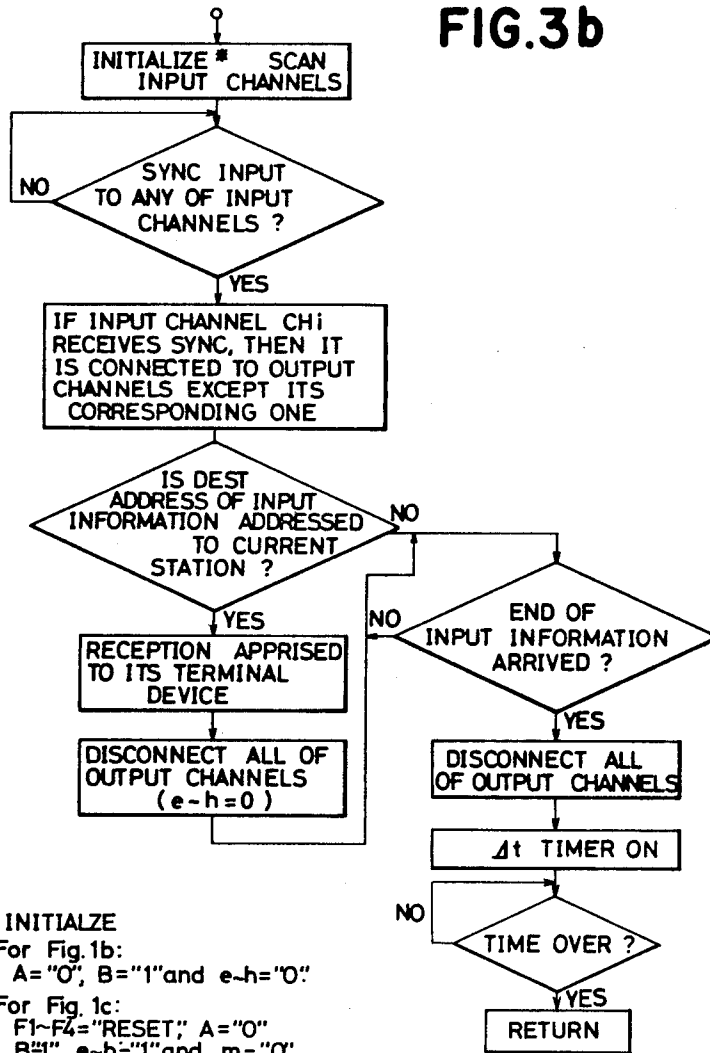 FIG.3b
INITIALIZE * SCAN
INPUT CHANNELS
SYNC INPUT
TO ANY OF INPUT
CHANNELS ?
NO
YES
IF INPUT CHANNEL CHi
RECEIVES SYNC, THEN IT
IS CONNECTED TO OUTPUT
CHANNELS EXCEPT ITS
CORRESPONDING ONE
IS DEST
ADDRESS OF INPUT
INFORMATION ADDRESSED
TO CURRENT
STATION ?
NO
YES
RECEPTION APPRISED
TO ITS TERMINAL
DEVICE
DISCONNECT ALL OF
OUTPUT CHANNELS
(e~h=0)
NO
END OF
INPUT INFORMATION
ARRIVED ?
YES
DISCONNECT ALL
OF OUTPUT CHANNELS
Δt TIMER ON
NO
TIME OVER ?
YES
RETURN
INITIALZE
For Fig.1b:
A="0", B="1" and e~h="0".
For Fig. 1c:
F1~F4="RESET," A="0"
B="1", e~h="1" and m="0"